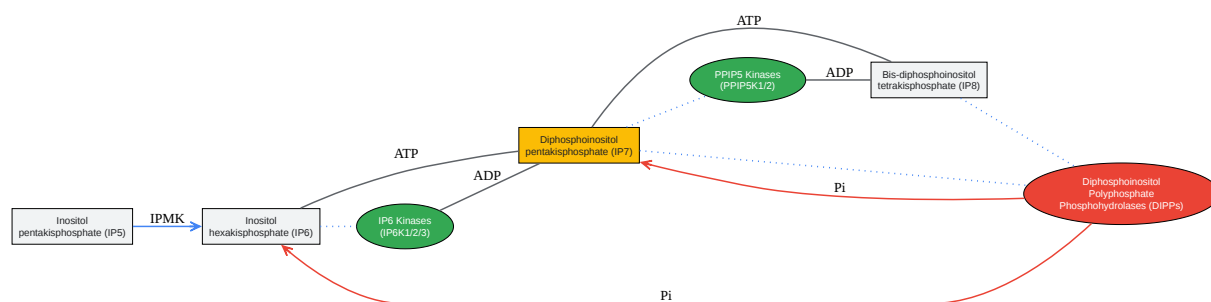 ATP
PPIP5 Kinases
(PPIP5K1/2)
ADP
Bis-diphosphoinositol
tetrakisphosphate (IP8)
Diphosphoinositol
pentakisphosphate (IP7)
ATP
ADP
Pi
Diphosphoinositol
Polyphosphate
Phosphohydrolases (DIPPs)
Inositol
pentakisphosphate (IP5)
IPMK
Inositol
hexakisphosphate (IP6)
IP6 Kinases
(IP6K1/2/3)
Pi